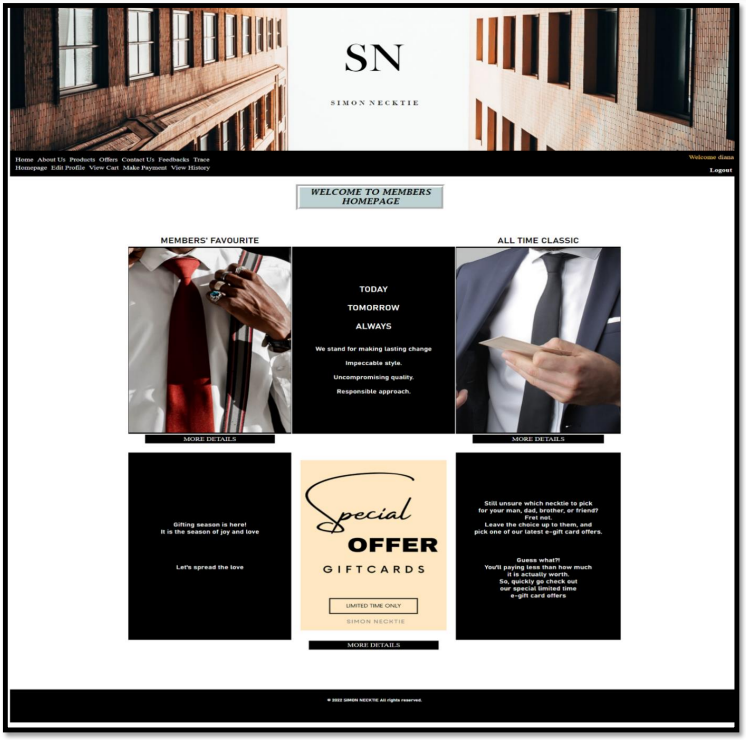 SN
SIMON NECKTIE
Home About Us Products Offers Contact Us Feedbacks Trace
Homepage Edit Profile View Cart Make Payment View History
Welcome diana
Logout
WELCOME TO MEMBERS
HOMEPAGE
MEMBERS' FAVOURITE
ALL TIME CLASSIC
TODAY
TOMORROW
ALWAYS
We stand for making lasting change
Impeccable style.
Uncompromising quality.
Responsible approach.
MORE DETAILS
MORE DETAILS
Gifting season is here!
It is the season of joy and love
Let's spread the love
Special
OFFER
GIFTCARDS
LIMITED TIME ONLY
SIMON NECKTIE
MORE DETAILS
Still unsure which necktie to pick
for your man, dad, brother, or friend?
Fret not.
Leave the choice up to them, and
pick one of our latest e-gift card offers.
Guess what?!
You'll paying less than how much
it is actually worth.
So, quickly go check out
our special limited time
e-gift card offers
© 2022 SIMON NECKTIE All rights reserved.